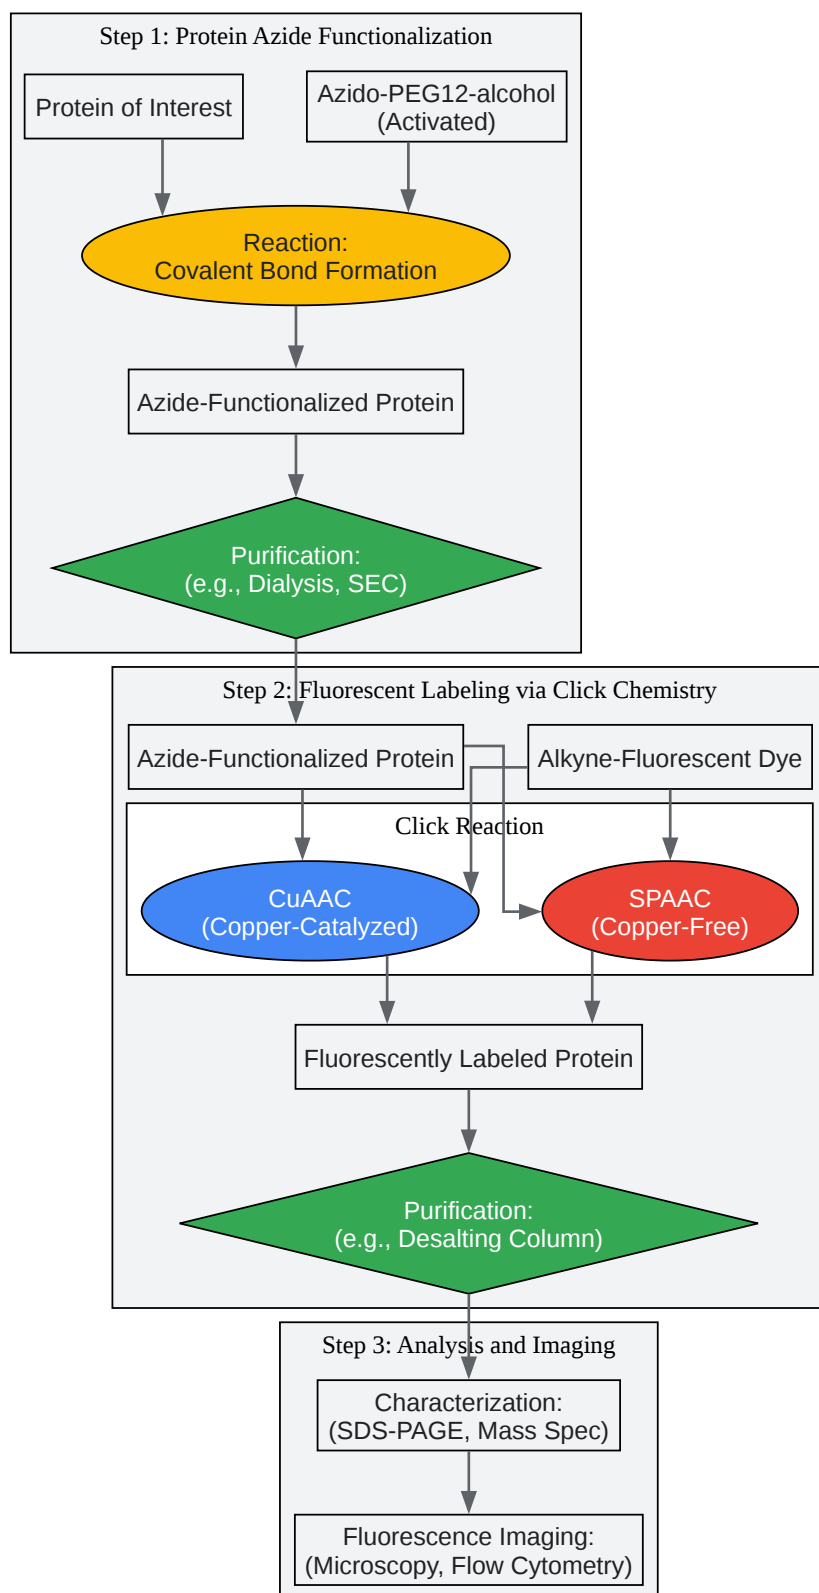 Step 1: Protein Azide Functionalization
Protein of Interest
Azido-PEG12-alcohol
(Activated)
Reaction:
Covalent Bond Formation
Azide-Functionalized Protein
Purification:
(e.g., Dialysis, SEC)
Step 2: Fluorescent Labeling via Click Chemistry
Azide-Functionalized Protein
Alkyne-Fluorescent Dye
Click Reaction
CuAAC
(Copper-Catalyzed)
SPAAC
(Copper-Free)
Fluorescently Labeled Protein
Purification:
(e.g., Desalting Column)
Step 3: Analysis and Imaging
Characterization:
(SDS-PAGE, Mass Spec)
Fluorescence Imaging:
(Microscopy, Flow Cytometry)